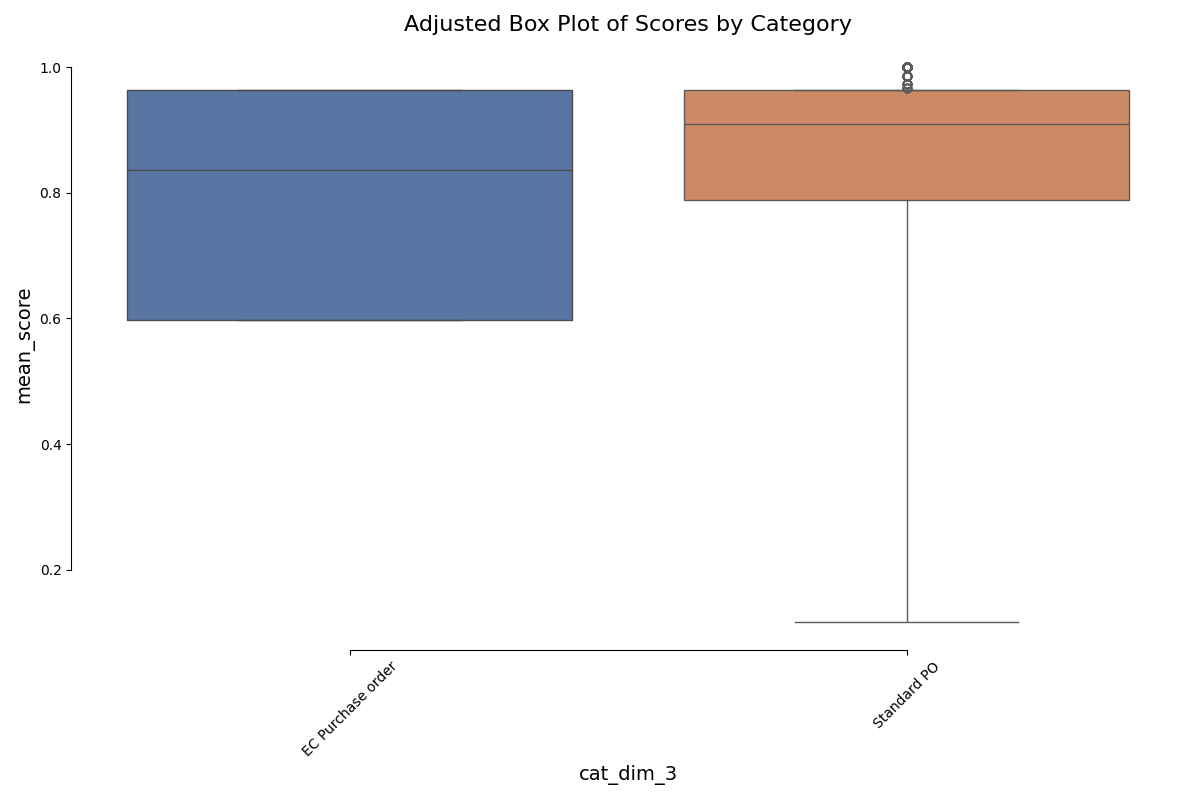 Adjusted Box Plot of Scores by Category
mean_score
1.0
0.8
0.6
0.4
0.2
EC Purchase order
Standard PO
cat_dim_3